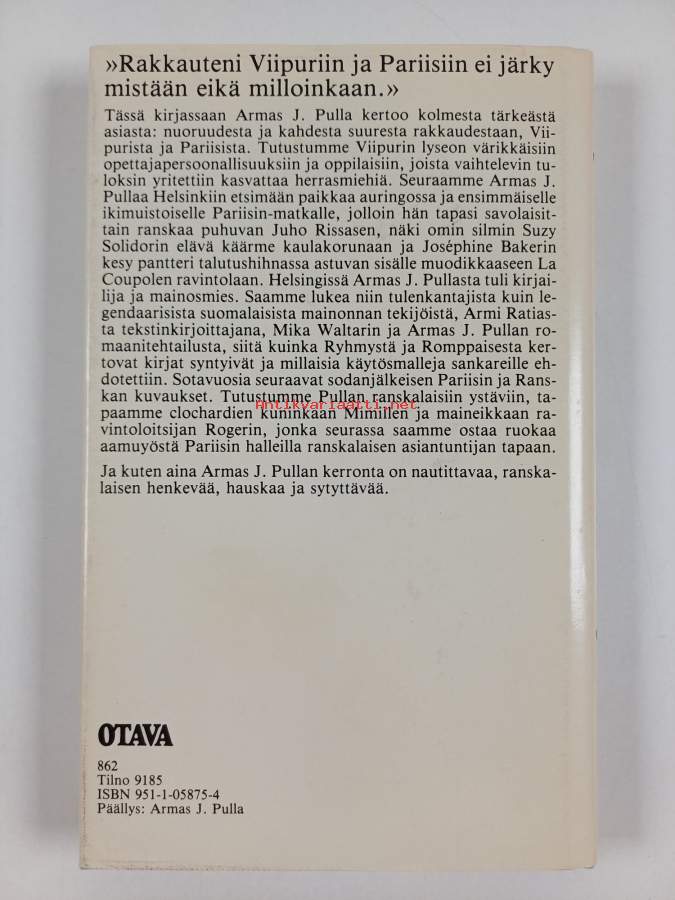 »Rakkauteni Viipuriin ja Pariisiin ei järky
mistään eikä milloinkaan.»
Tässä kirjassaan Armas J. Pulla kertoo kolmesta tärkeästä
asiasta: nuoruudesta ja kahdesta suuresta rakkaudestaan, Vii-
purista ja Pariisista. Tutustumme Viipurin lyseon värikkäisiin
opettajapersoonallisuuksiin ja oppilaisiin, joista vaihtelevin tu-
loksin yritettiin kasvattaa herrasmiehiä. Seuraamme Armas J.
Pullaa Helsinkiin etsimään paikkaa auringossa ja ensimmäiselle
ikimuistoiselle Pariisin-matkalle, jolloin hän tapasi savolaisit-
tain ranskaa puhuvan Juho Rissasen, näki omin silmin Suzy
Solidorin elävä käärme kaulakorunaan ja Joséphine Bakerin
kesy pantteri talutushihnassa astuvan sisälle muodikkaaseen La
Coupolen ravintolaan. Helsingissä Armas J. Pullasta tuli kirjai-
lija ja mainosmies. Saamme lukea niin tulenkantajista kuin le-
gendaarisista suomalaisista mainonnan tekijöistä, Armi Ratias-
ta tekstinkirjoittajana, Mika Waltarin ja Armas J. Pullan ro-
maanitehtailusta, siitä kuinka Ryhmystä ja Romppaisesta ker-
tovat kirjat syntyivät ja millaisia käytösmalleja sankareille eh-
dotettiin. Sotavuosia seuraavat sodanjälkeisen Pariisin ja Rans-
kan kuvaukset. Tutustumme Pullan ranskalaisiin ystäviin, ta-
paamme clochardien kuninkaan Mimillen ja maineikkaan ra-
vintoloitsijan Rogerin, jonka seurassa saamme ostaa ruokaa
aamuyöstä Pariisin halleilla ranskalaisen asiantuntijan tapaan.
Ja kuten aina Armas J. Pullan kerronta on nautittavaa, ranska-
laisen henkevää, hauskaa ja sytyttävää.
Antikvariaatti.net
OTAVA
862
Tilno 9185
ISBN 951-1-05875-4
Päällys: Armas J. Pulla